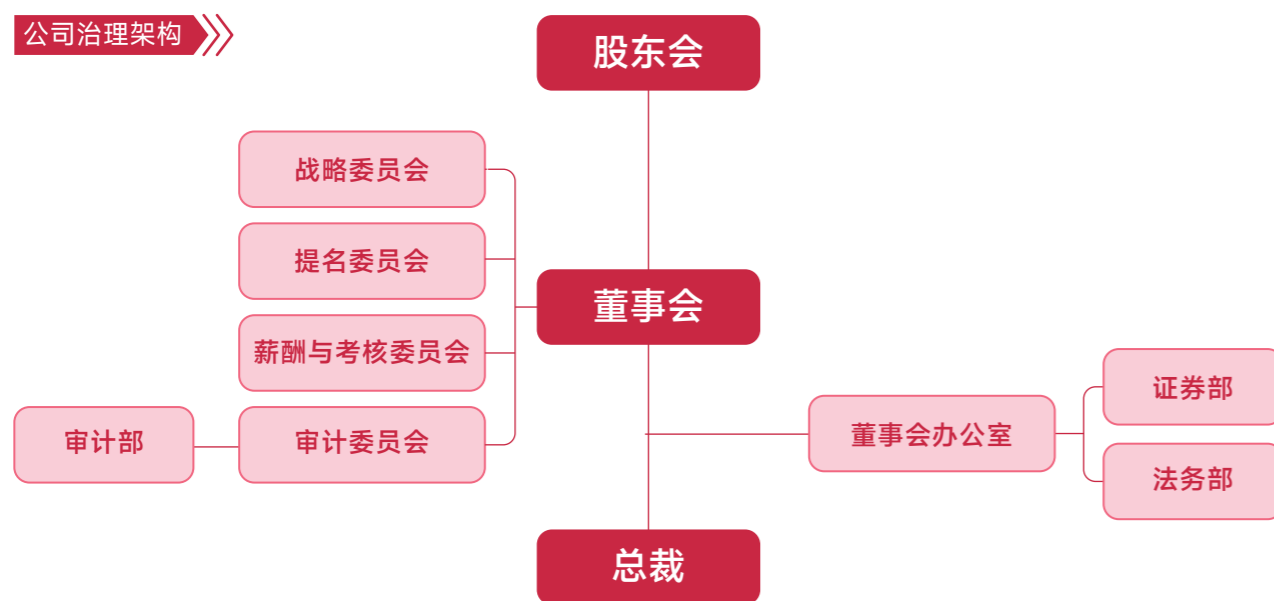 公司治理架构
股东会
战略委员会
提名委员会
董事会
薪酬与考核委员会
证券部
审计部
审计委员会
董事会办公室
法务部
总裁